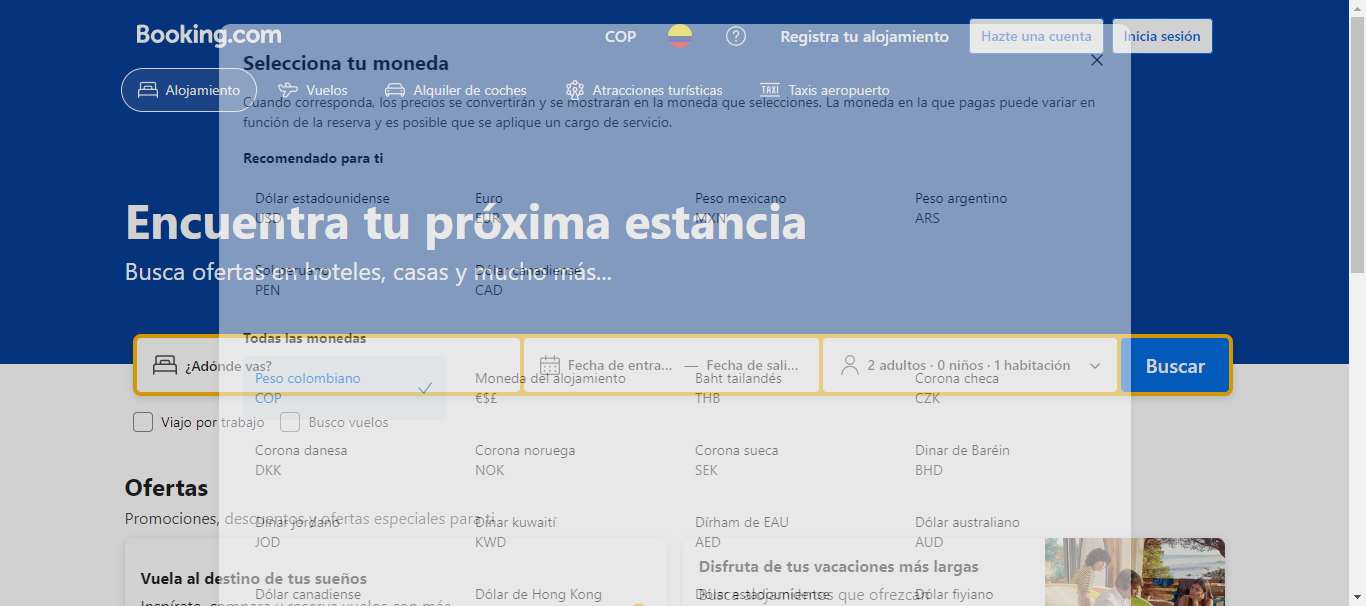 Booking.com
COP
Registra tu alojamiento
Hazte una cuenta
Inicia sesión
Selecciona tu moneda
Alojamiento
Vuelos
Alquiler de coches
Atracciones turísticas
TAXI
Taxis aeropuerto
Cuando corresponda, los precios se convertirán y se mostrarán en la moneda que selecciones. La moneda en la que pagas puede variar en
función de la reserva y es posible que se aplique un cargo de servicio.
Recomendado para ti
Dólar estadounidense
USD
Euro
EUR
Peso mexicano
MXN
Peso argentino
ARS
Encuentra tu próxima estancia
Busca ofertas en hoteles, casas y mucho más...
Sol peruano
PEN
Dólar canadiense
CAD
Todas las monedas
¿Adónde vas?
Fecha de entra... — Fecha de sali...
2 adultos · 0 niños · 1 habitación
Buscar
Peso colombiano
COP
Moneda del alojamiento
€$£
Baht tailandés
THB
Corona checa
CZK
Viajo por trabajo
Busco vuelos
Corona danesa
DKK
Corona noruega
NOK
Corona sueca
SEK
Dinar de Baréin
BHD
Ofertas
Promociones, descuentos y ofertas especiales para ti
Dinar jordano
JOD
Dinar kuwaití
KWD
Dírham de EAU
AED
Dólar australiano
AUD
Vuela al destino de tus sueños
Inspírate, compara y reserva vuelos con más
Disfruta de tus vacaciones más largas
Busca alojamientos que ofrezcan
Dólar canadiense
Dólar de Hong Kong
Dólar estadounidense
Dólar fiyiano